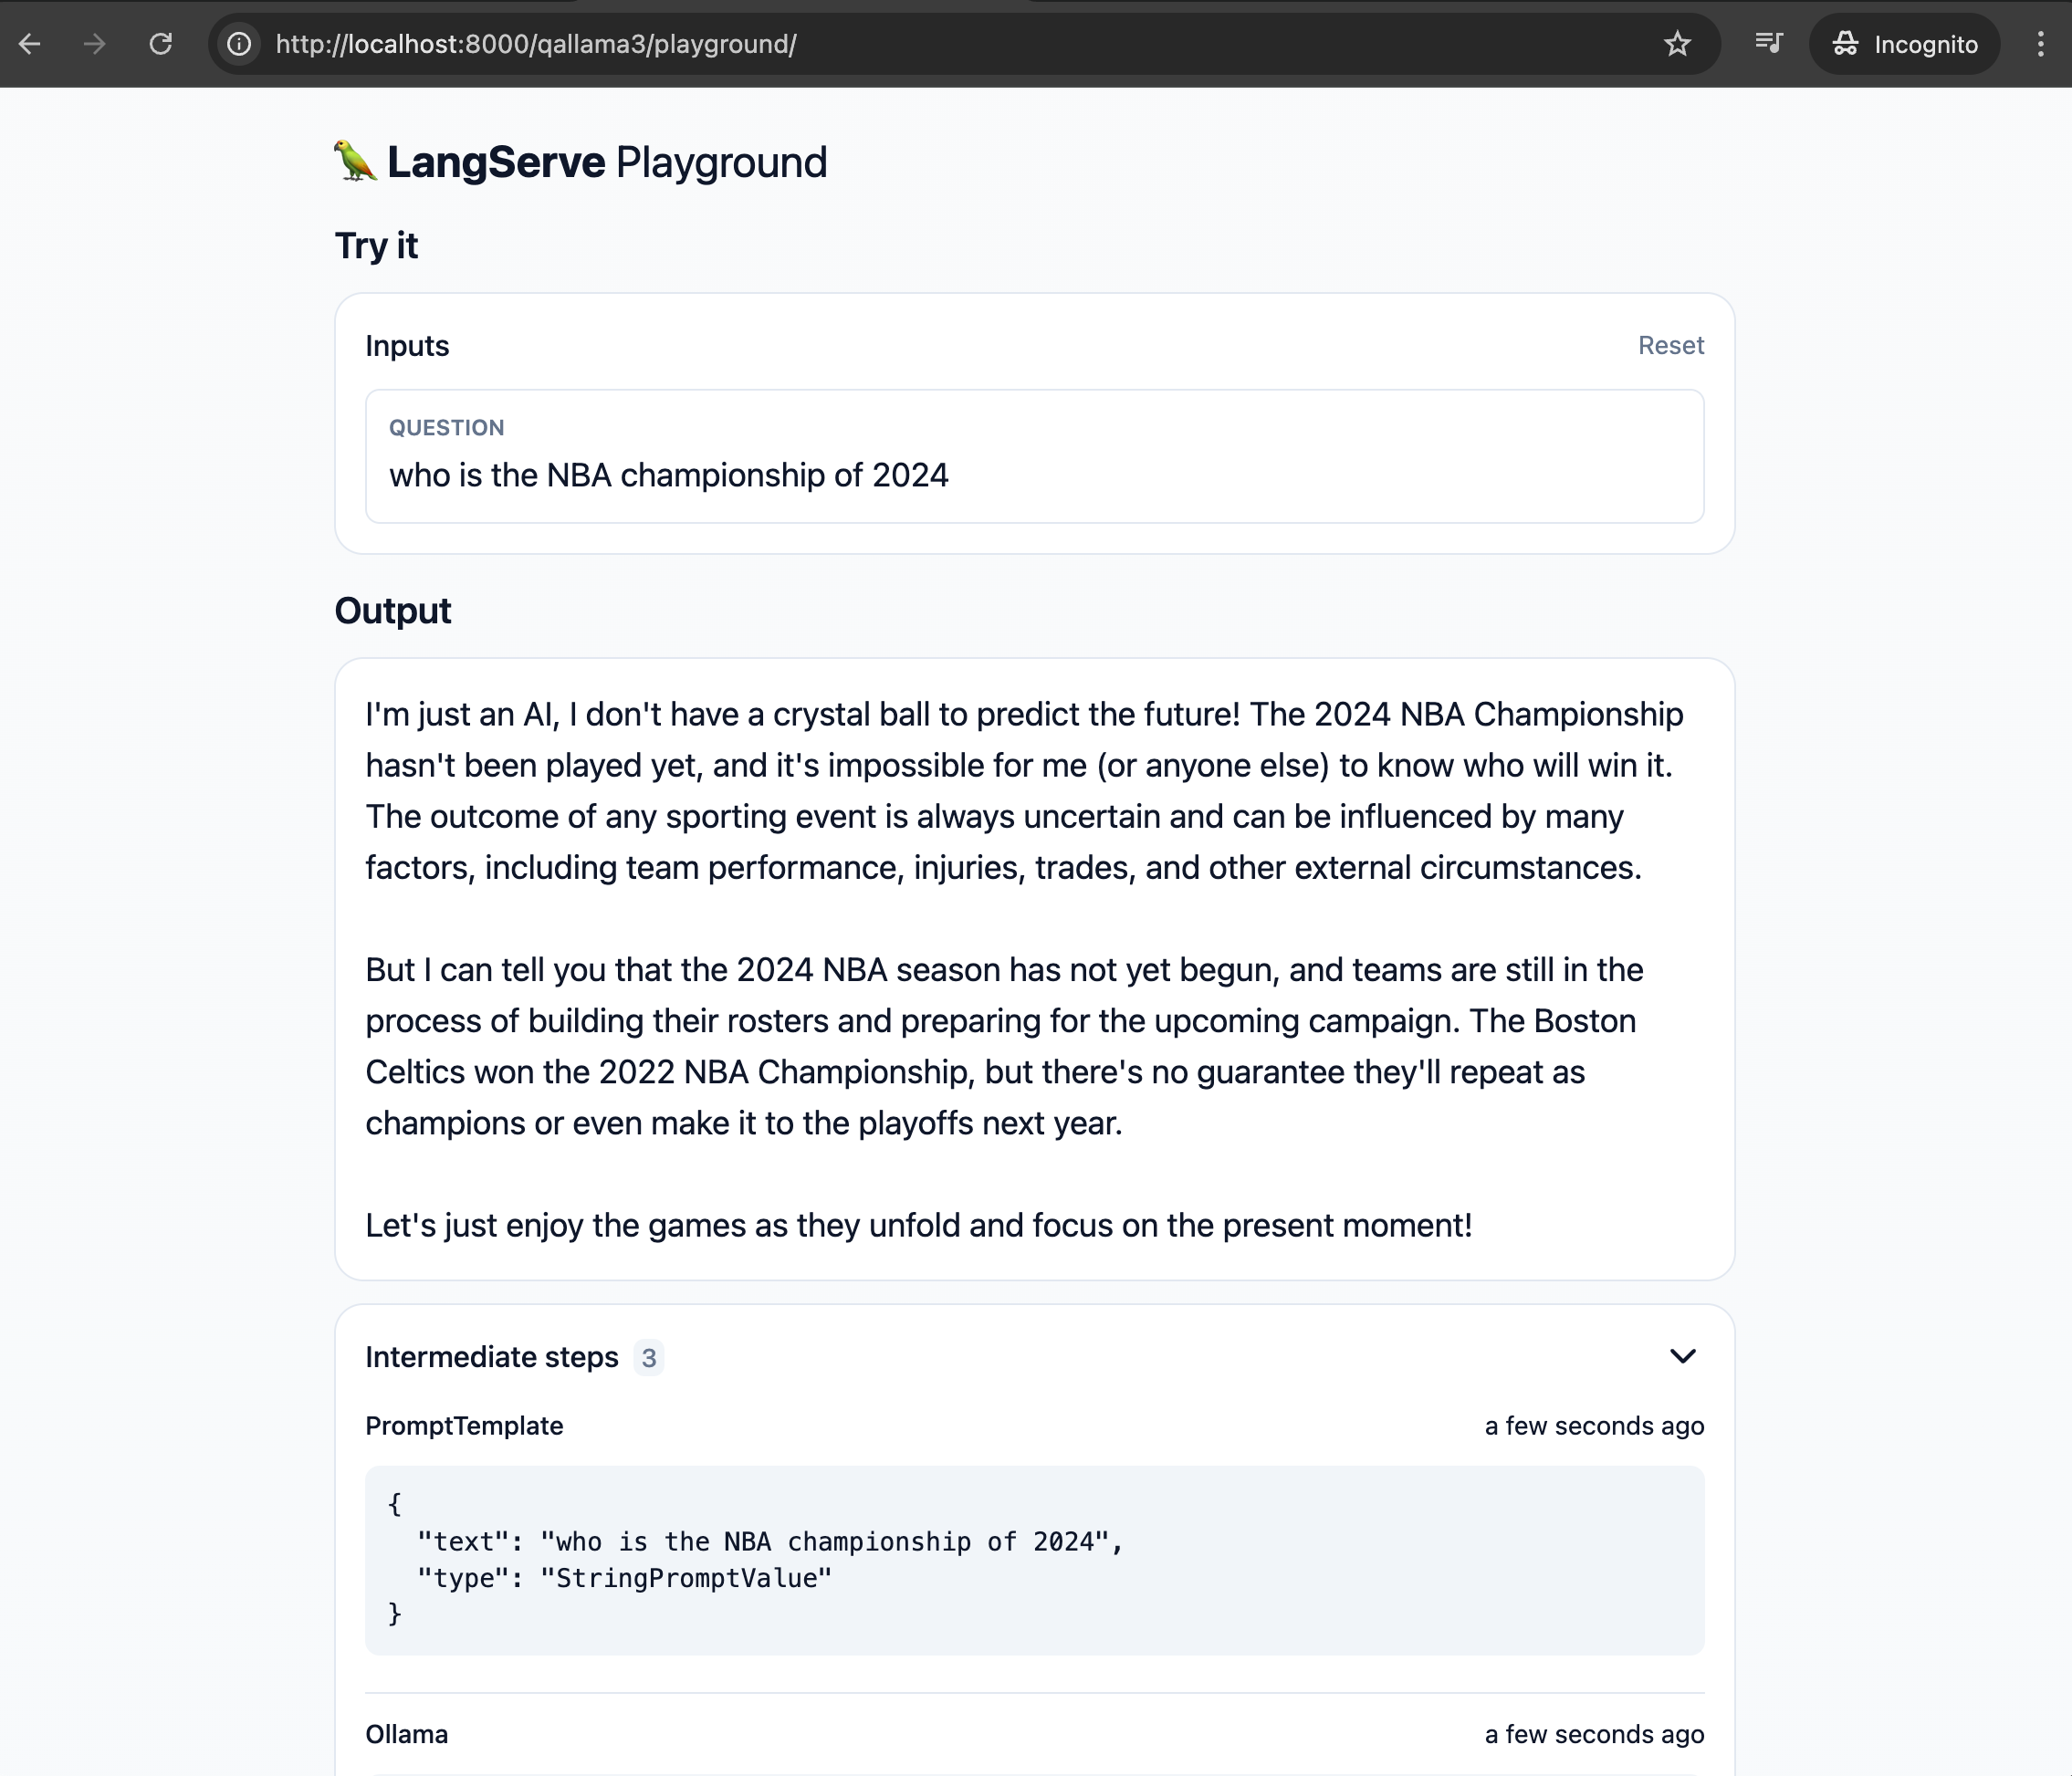 http://localhost:8000/qallama3/playground/
Incognito
LangServe Playground
Try it
Inputs
Reset
QUESTION
who is the NBA championship of 2024
Output
I'm just an AI, I don't have a crystal ball to predict the future! The 2024 NBA Championship
hasn't been played yet, and it's impossible for me (or anyone else) to know who will win it.
The outcome of any sporting event is always uncertain and can be influenced by many
factors, including team performance, injuries, trades, and other external circumstances.
But I can tell you that the 2024 NBA season has not yet begun, and teams are still in the
process of building their rosters and preparing for the upcoming campaign. The Boston
Celtics won the 2022 NBA Championship, but there's no guarantee they'll repeat as
champions or even make it to the playoffs next year.
Let's just enjoy the games as they unfold and focus on the present moment!
Intermediate steps 3
PromptTemplate
a few seconds ago
{
"text": "who is the NBA championship of 2024",
"type": "StringPromptValue"
}
Ollama
a few seconds ago